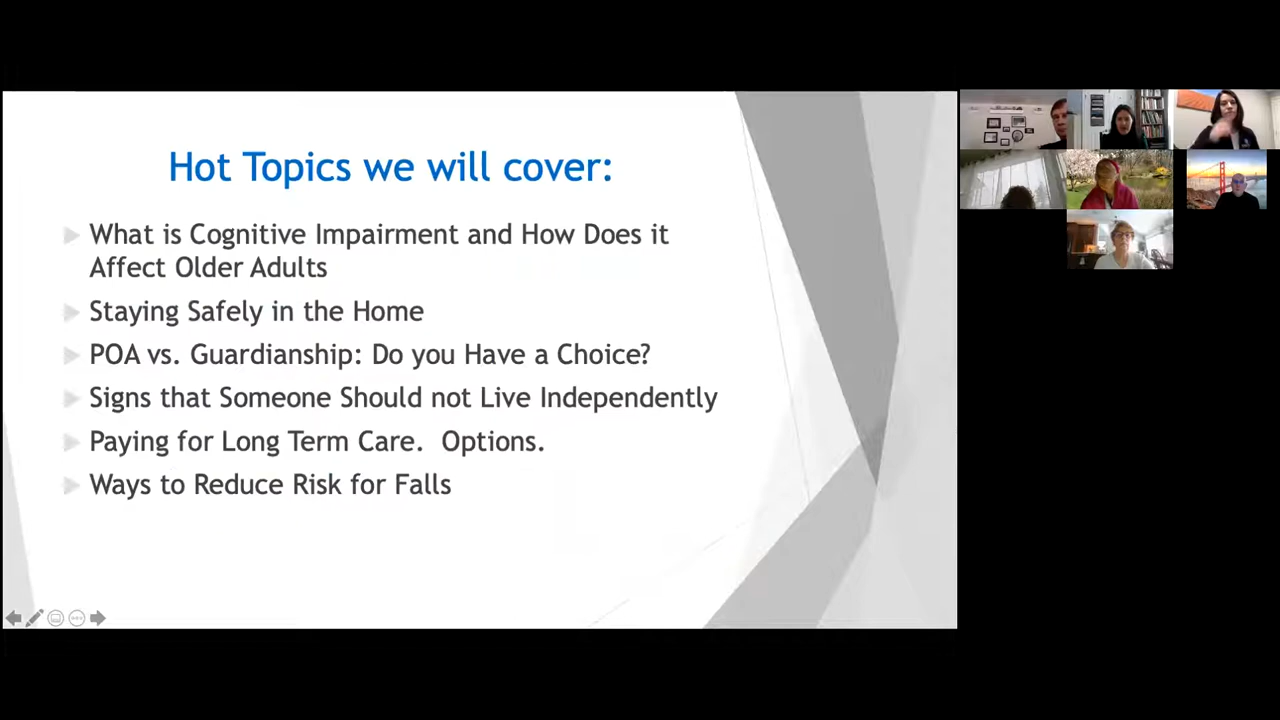 Hot Topics we will cover:
What is Cognitive Impairment and How Does it
Affect Older Adults
Staying Safely in the Home
POA vs. Guardianship: Do you Have a Choice?
Signs that Someone Should not Live Independently
Paying for Long Term Care.  Options.
Ways to Reduce Risk for Falls